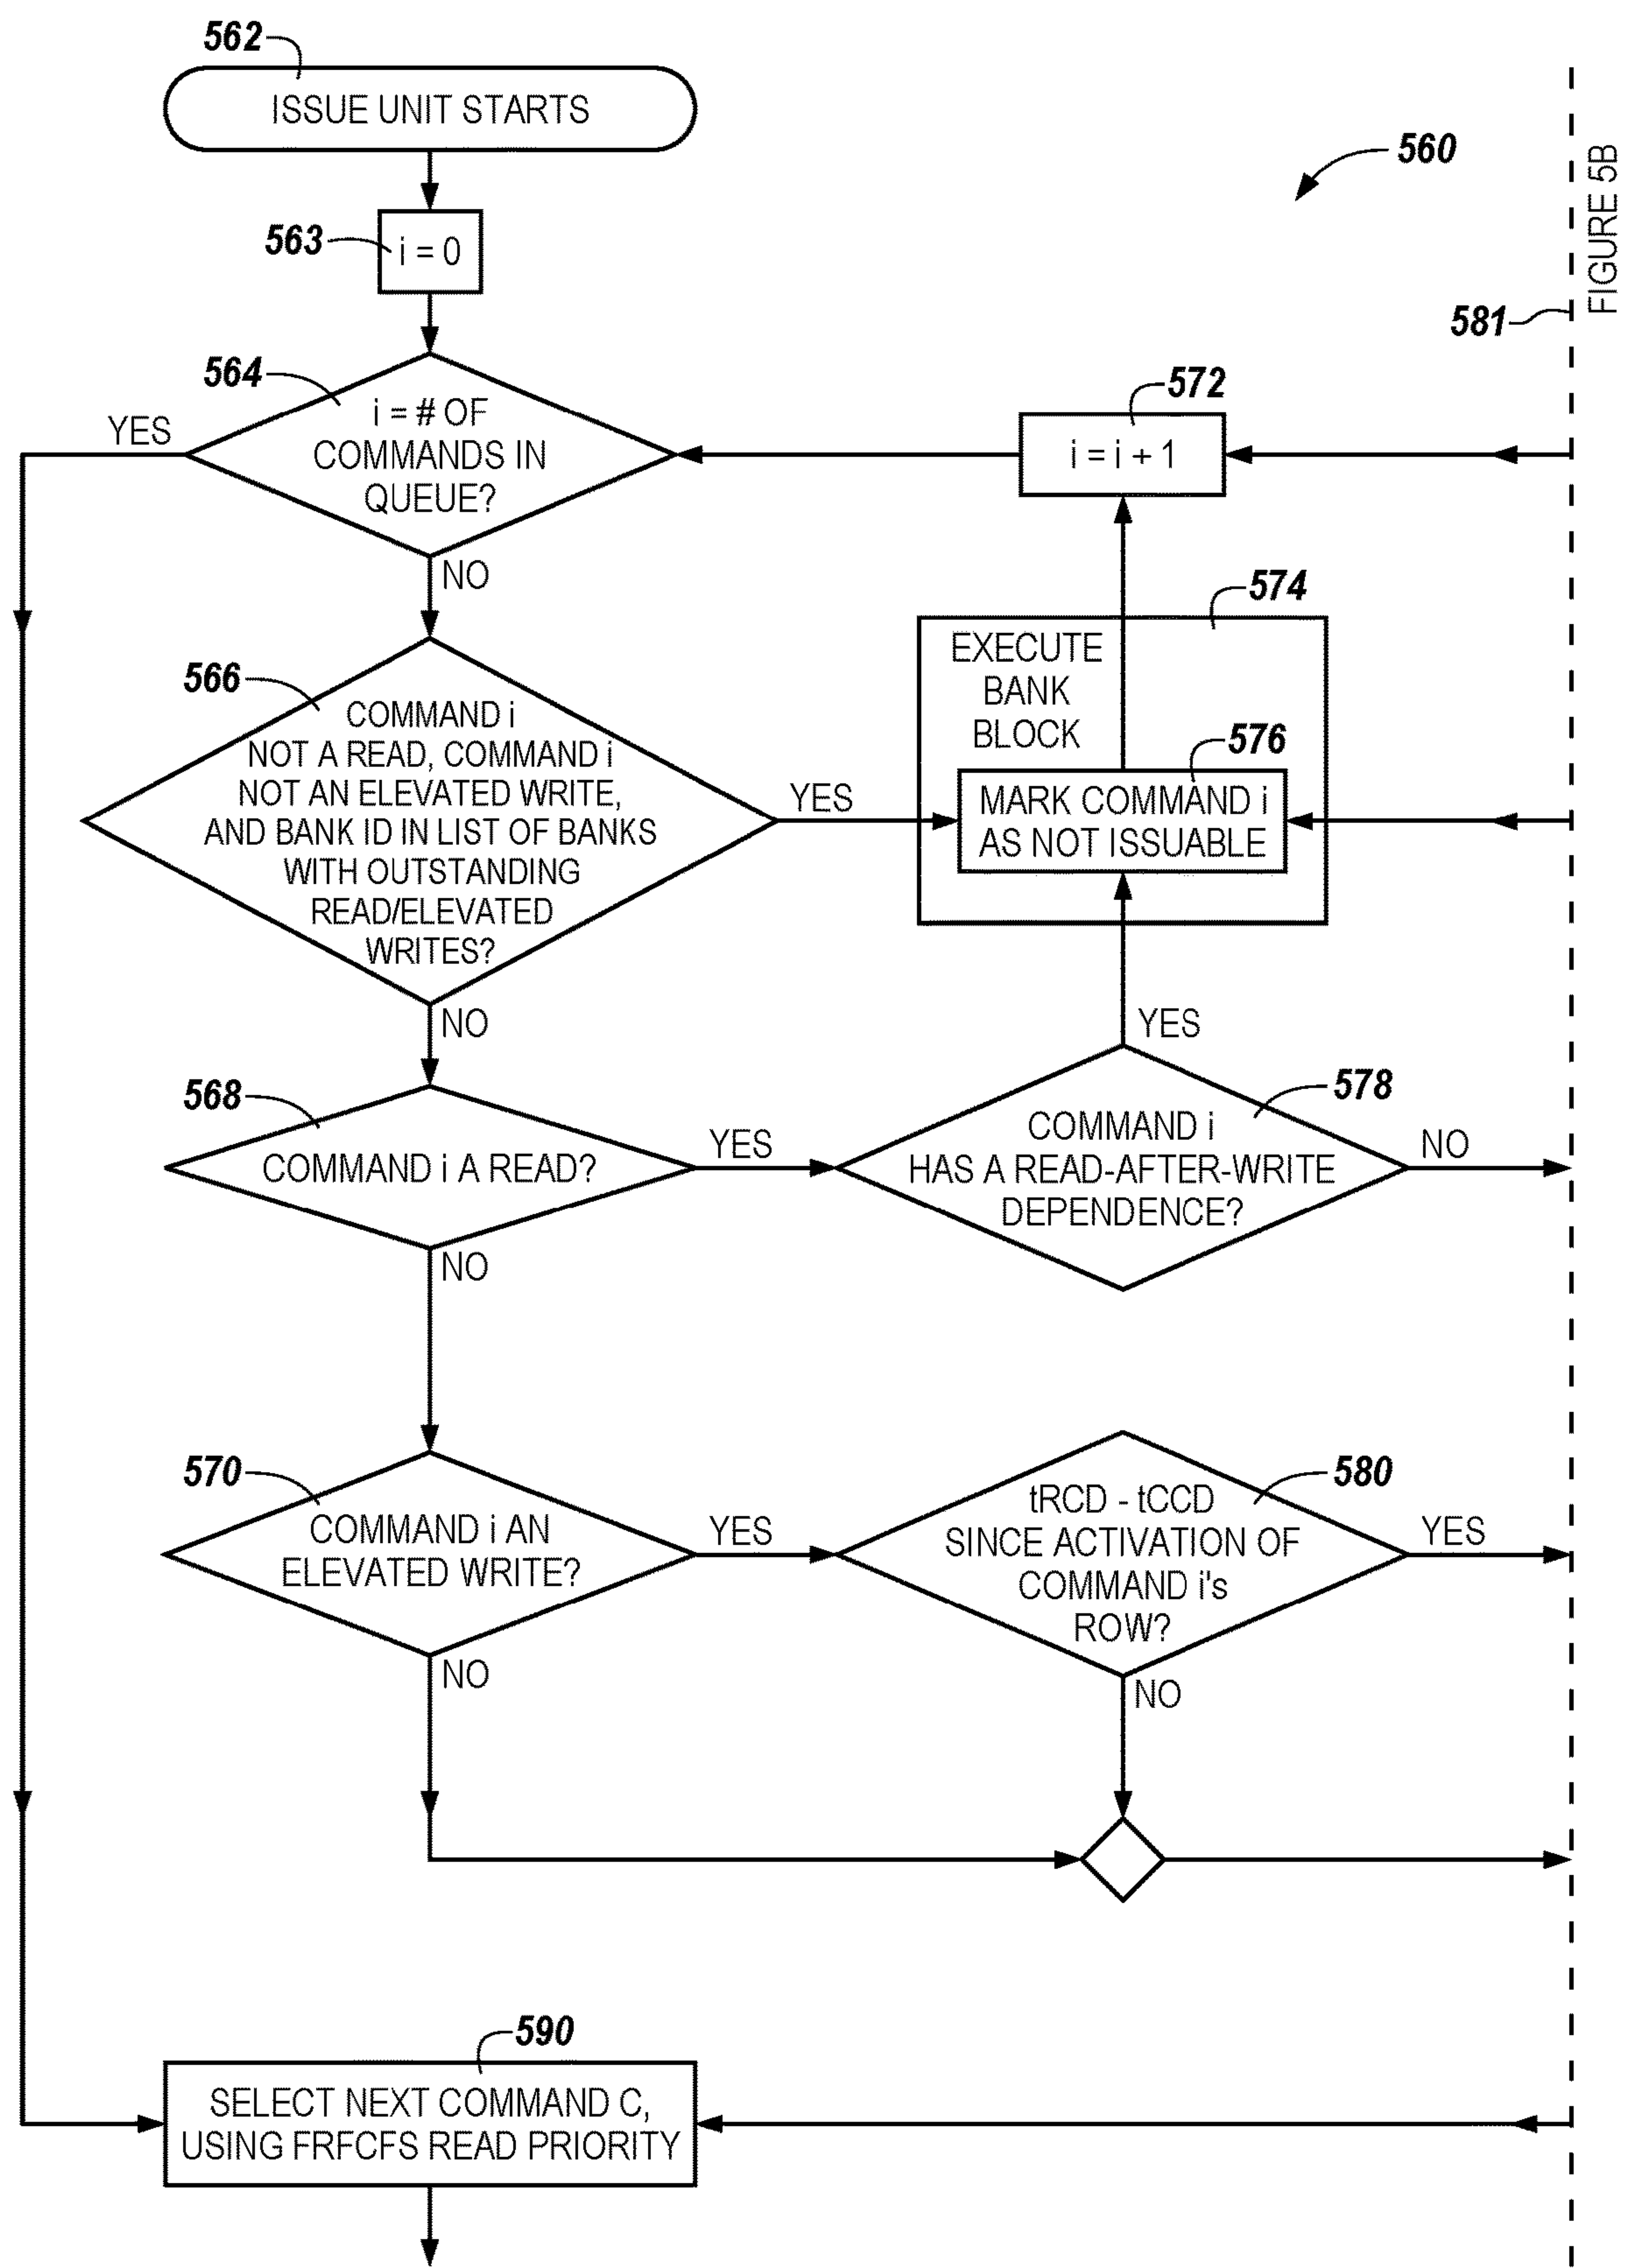 562
ISSUE UNIT STARTS
560
FIGURE 5B
563
i = 0
581
564
i = # OF
COMMANDS IN
QUEUE?
YES
NO
572
i = i + 1
574
EXECUTE
BANK
BLOCK
566
COMMAND i
NOT A READ, COMMAND i
NOT AN ELEVATED WRITE,
AND BANK ID IN LIST OF BANKS
WITH OUTSTANDING
READ/ELEVATED
WRITES?
YES
NO
576
MARK COMMAND i
AS NOT ISSUABLE
568
COMMAND i A READ?
YES
NO
578
YES
COMMAND i
HAS A READ-AFTER-WRITE
DEPENDENCE?
NO
570
COMMAND i AN
ELEVATED WRITE?
YES
NO
580
tRCD - tCCD
SINCE ACTIVATION OF
COMMAND i's
ROW?
YES
NO
590
SELECT NEXT COMMAND C,
USING FRFCFS READ PRIORITY